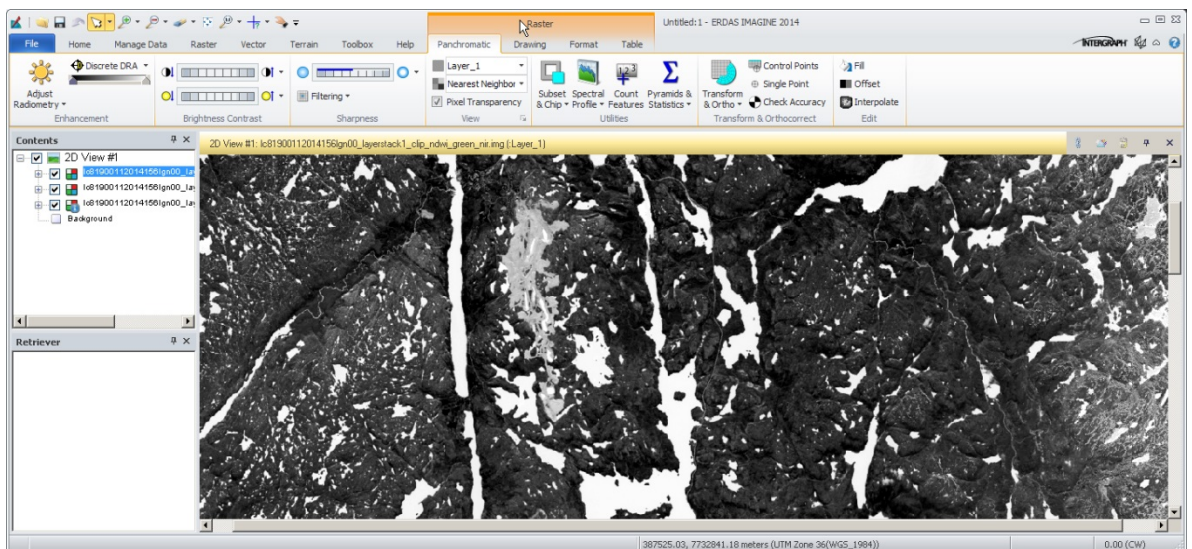 Raster
Untitled:1 - ERDAS IMAGINE 2014
File Home Manage Data Raster Vector Terrain Toolbox Help Panchromatic Drawing Format Table
INTERGRAPH
Discrete DRA
Adjust
Radiometry
Enhancement
Brightness Contrast
Filtering
Sharpness
Layer_1
Nearest Neighbor
Pixel Transparency
View
Subset
& Chip
Spectral
Profile
Count
Features
Pyramids &
Statistics
Utilities
Transform
& Ortho
Control Points
Single Point
Check Accuracy
Transform & Orthocorrect
Fill
Offset
Interpolate
Edit
Contents
2D View #1
lc81900112014156lgn00_lay
lc81900112014156lgn00_lay
lc81900112014156lgn00_lay
Background
Retriever
2D View #1: lc81900112014156lgn00_layerstack1_clip_ndwi_green_nir.img (:Layer_1)
387525.03, 7732841.18 meters (UTM Zone 36(WGS_1984))
0.00 (CW)